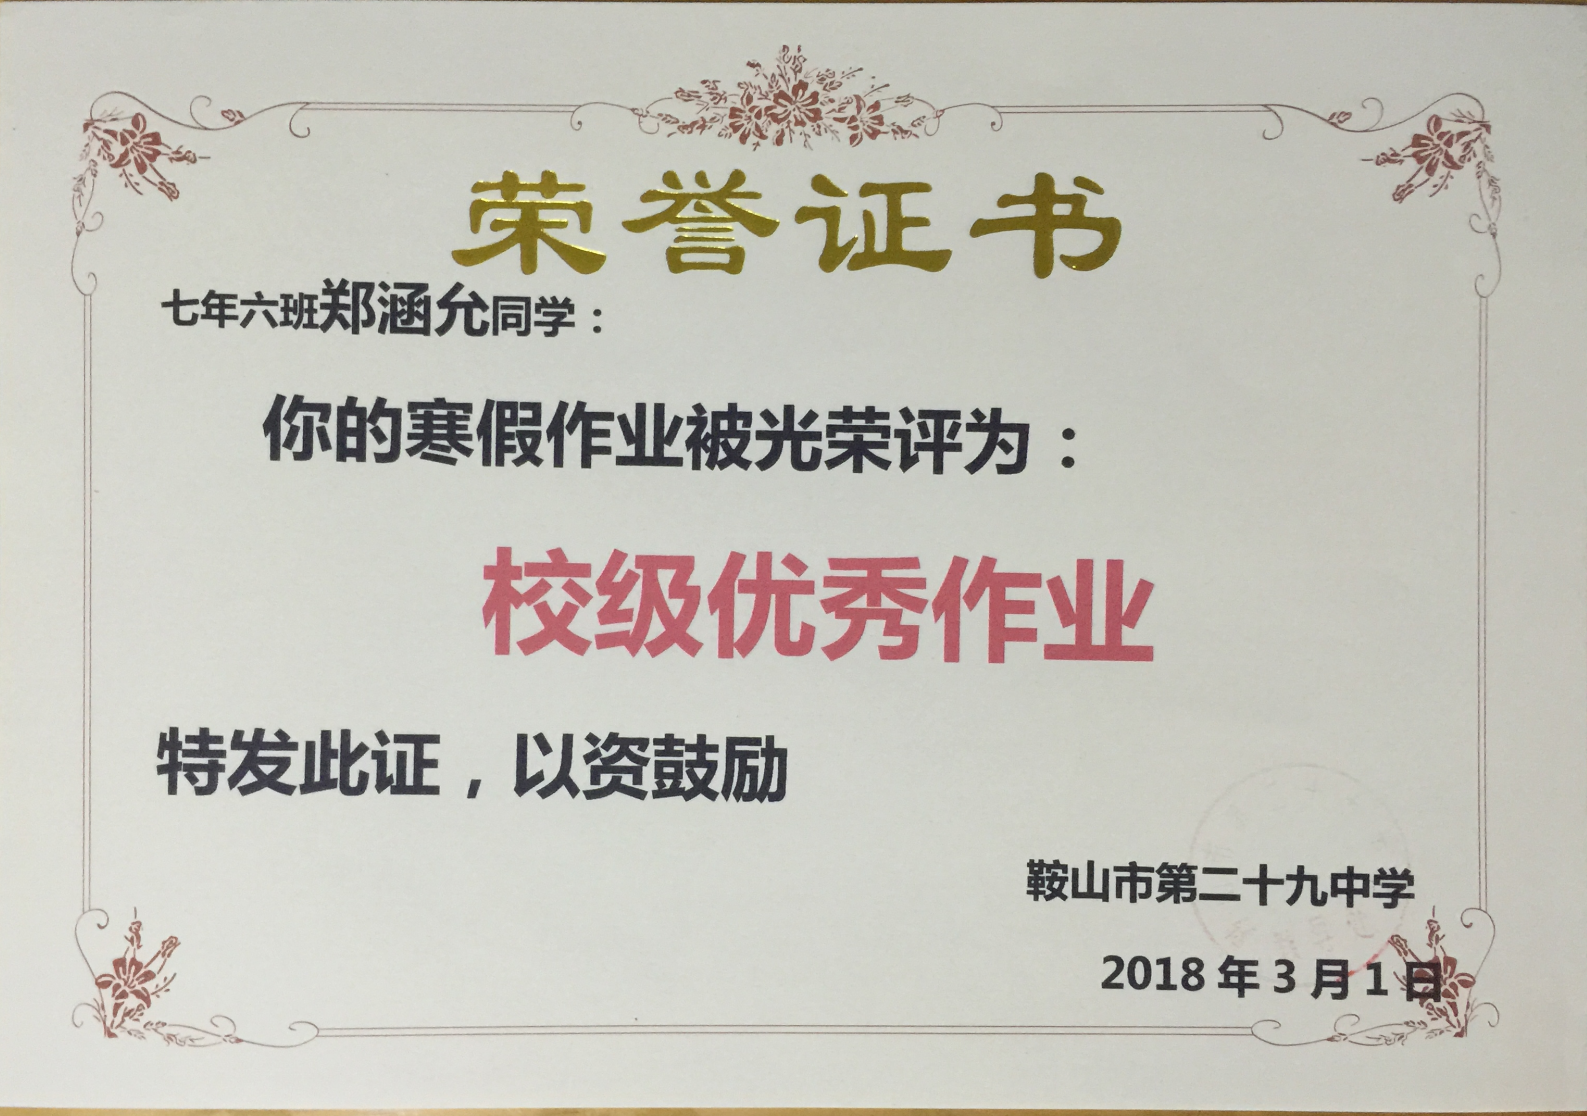 荣誉证书
七年六班郑涵允同学：
你的寒假作业被光荣评为：
校级优秀作业
特发此证，以资鼓励
鞍山市第二十九中学
2018 年 3 月 1 日